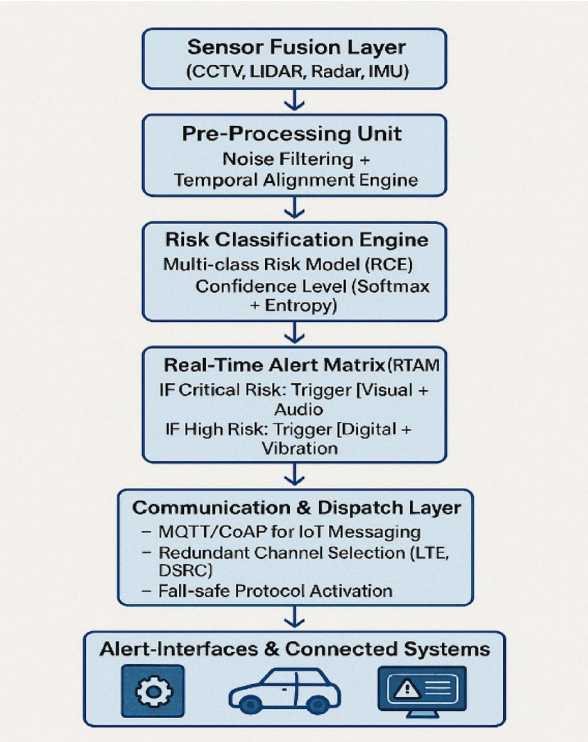 Sensor Fusion Layer
(CCTV, LIDAR, Radar, IMU)
Pre-Processing Unit
Noise Filtering +
Temporal Alignment Engine
Risk Classification Engine
Multi-class Risk Model (RCE)
Confidence Level (Softmax
+ Entropy)
Real-Time Alert Matrix(RTAM
IF Critical Risk: Trigger [Visual +
Audio
IF High Risk: Trigger [Digital +
Vibration
Communication & Dispatch Layer
– MQTT/CoAP for IoT Messaging
– Redundant Channel Selection (LTE,
DSRC)
– Fall-safe Protocol Activation
Alert-Interfaces & Connected Systems